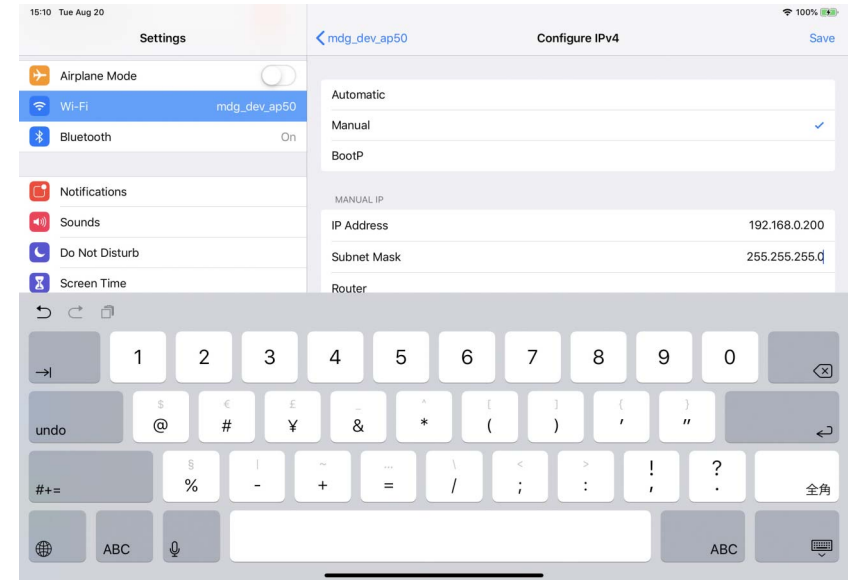 15:10 Tue Aug 20
100%
Settings
mdg_dev_ap50
Configure IPv4
Save
Airplane Mode
Wi-Fi
mdg_dev_ap50
Bluetooth
On
Notifications
Sounds
Do Not Disturb
Screen Time
Automatic
Manual
BootP
MANUAL IP
IP Address
192.168.0.200
Subnet Mask
255.255.255.0
Router
1 2 3 4 5 6 7 8 9 0
$ € £ _ ^ [ ] { }
undo @ # ¥ & * ( ) ' "
§ | ~ … \ < > ! ?
#+= % - + = / ; : , . 全角
ABC
ABC